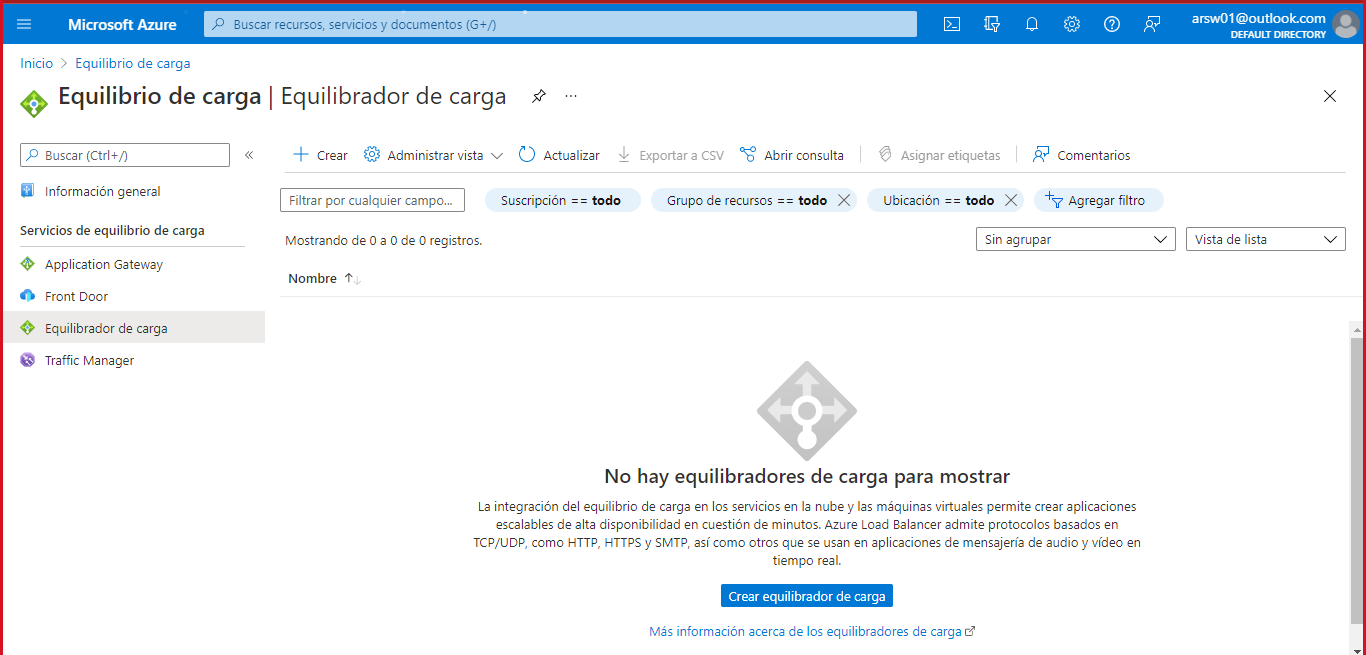 Microsoft Azure
Buscar recursos, servicios y documentos (G+/)
arsw01@outlook.com
DEFAULT DIRECTORY
Inicio > Equilibrio de carga
Equilibrio de carga | Equilibrador de carga
Buscar (Ctrl+/)
Información general
Servicios de equilibrio de carga
Application Gateway
Front Door
Equilibrador de carga
Traffic Manager
Crear Administrar vista Actualizar Exportar a CSV Abrir consulta Asignar etiquetas Comentarios
Filtrar por cualquier campo... Suscripción == todo Grupo de recursos == todo Ubicación == todo Agregar filtro
Mostrando de 0 a 0 de 0 registros. Sin agrupar Vista de lista
Nombre
No hay equilibradores de carga para mostrar
La integración del equilibrio de carga en los servicios en la nube y las máquinas virtuales permite crear aplicaciones
escalables de alta disponibilidad en cuestión de minutos. Azure Load Balancer admite protocolos basados en
TCP/UDP, como HTTP, HTTPS y SMTP, así como otros que se usan en aplicaciones de mensajería de audio y vídeo en
tiempo real.
Crear equilibrador de carga
Más información acerca de los equilibradores de carga